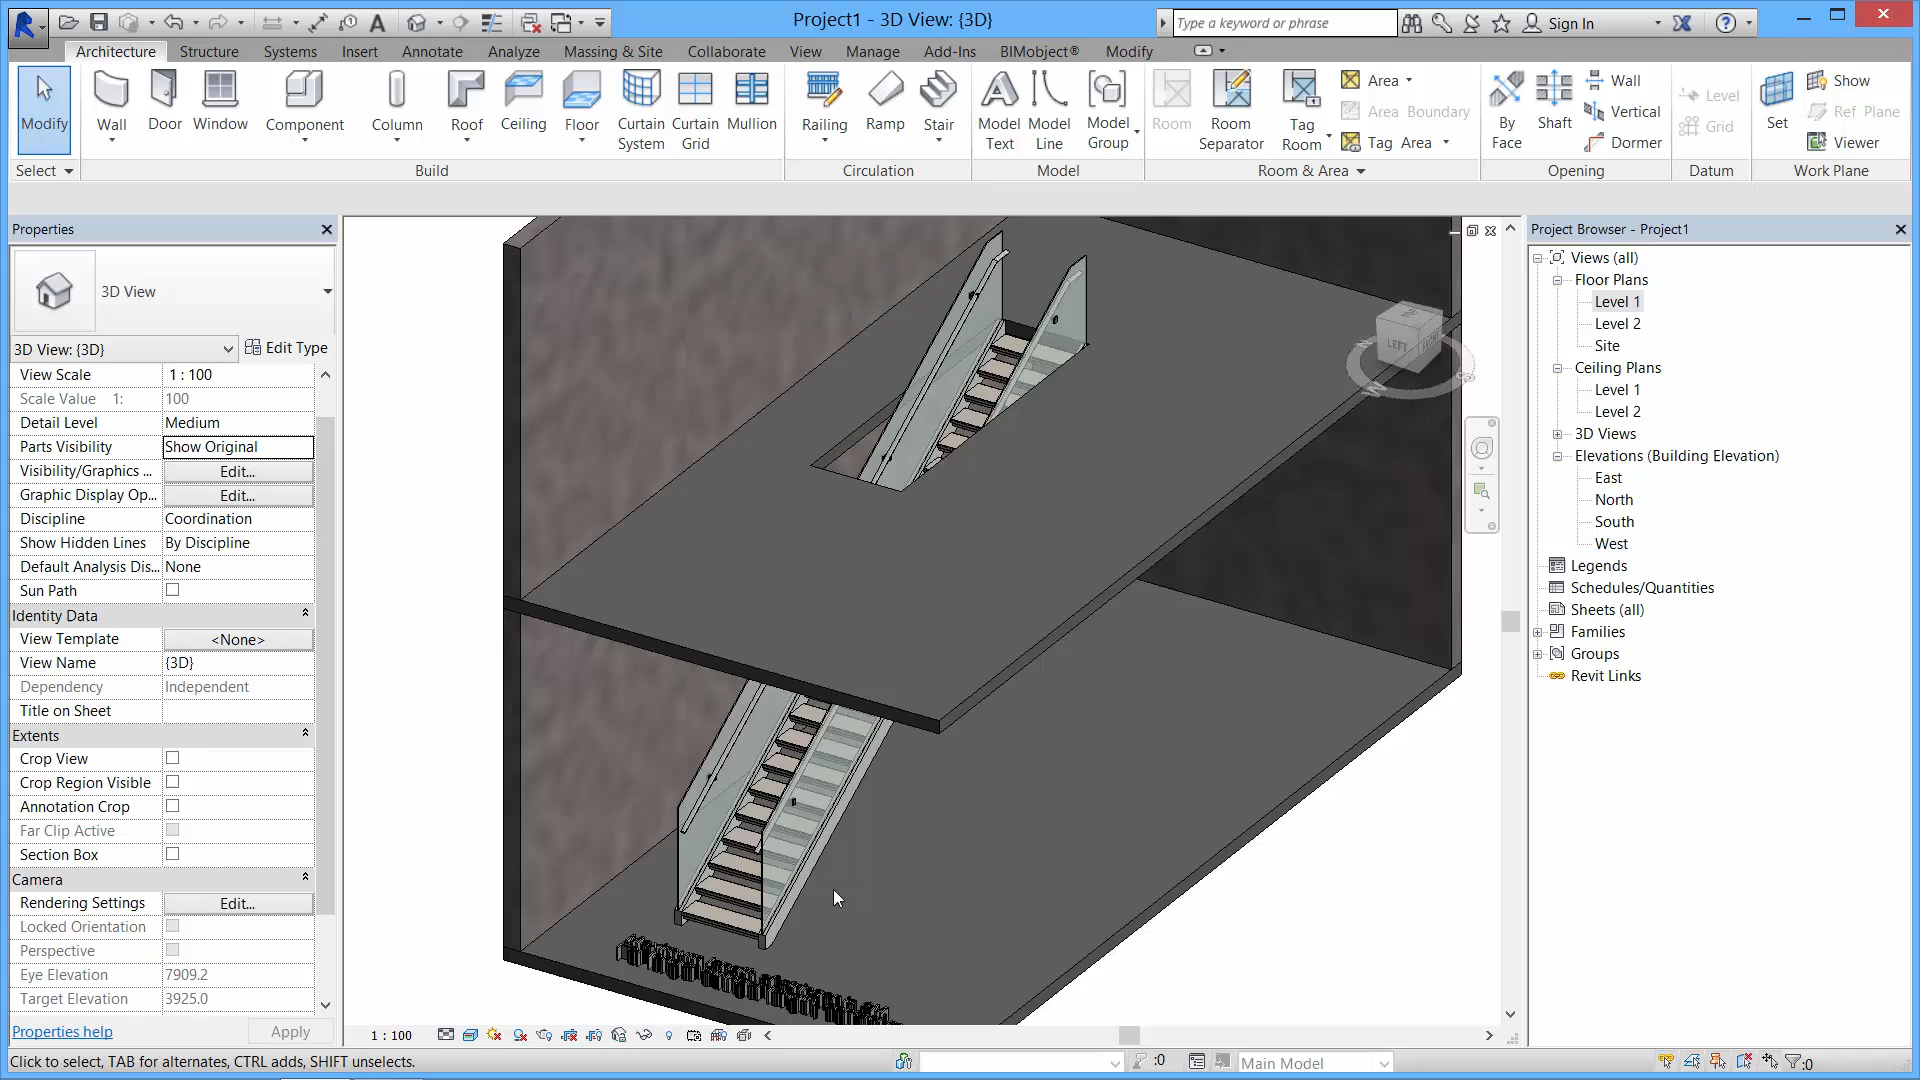 Project1 - 3D View: {3D}
Type a keyword or phrase
Sign In
Architecture Structure Systems Insert Annotate Analyze Massing & Site Collaborate View Manage Add-Ins BIMobject® Modify
Modify
Wall
Door
Window
Component
Column
Roof
Ceiling
Floor
Curtain System
Curtain Grid
Mullion
Railing
Ramp
Stair
Model Text
Model Line
Model Group
Room
Room Separator
Tag Room
Area
Area Boundary
Tag Area
By Face
Shaft
Wall
Vertical
Dormer
Level
Grid
Set
Show
Ref Plane
Viewer
Select Build Circulation Model Room & Area Opening Datum Work Plane
Properties
3D View
3D View: {3D} Edit Type
View Scale 1 : 100
Scale Value 1: 100
Detail Level Medium
Parts Visibility Show Original
Visibility/Graphics ... Edit...
Graphic Display Op... Edit...
Discipline Coordination
Show Hidden Lines By Discipline
Default Analysis Dis... None
Sun Path
Identity Data
View Template <None>
View Name {3D}
Dependency Independent
Title on Sheet
Extents
Crop View
Crop Region Visible
Annotation Crop
Far Clip Active
Section Box
Camera
Rendering Settings Edit...
Locked Orientation
Perspective
Eye Elevation 7909.2
Target Elevation 3925.0
Properties help Apply
LEFT
1 : 100
Project Browser - Project1
Views (all)
Floor Plans
Level 1
Level 2
Site
Ceiling Plans
Level 1
Level 2
3D Views
Elevations (Building Elevation)
East
North
South
West
Legends
Schedules/Quantities
Sheets (all)
Families
Groups
Revit Links
Click to select, TAB for alternates, CTRL adds, SHIFT unselects.
:0
Main Model
:0